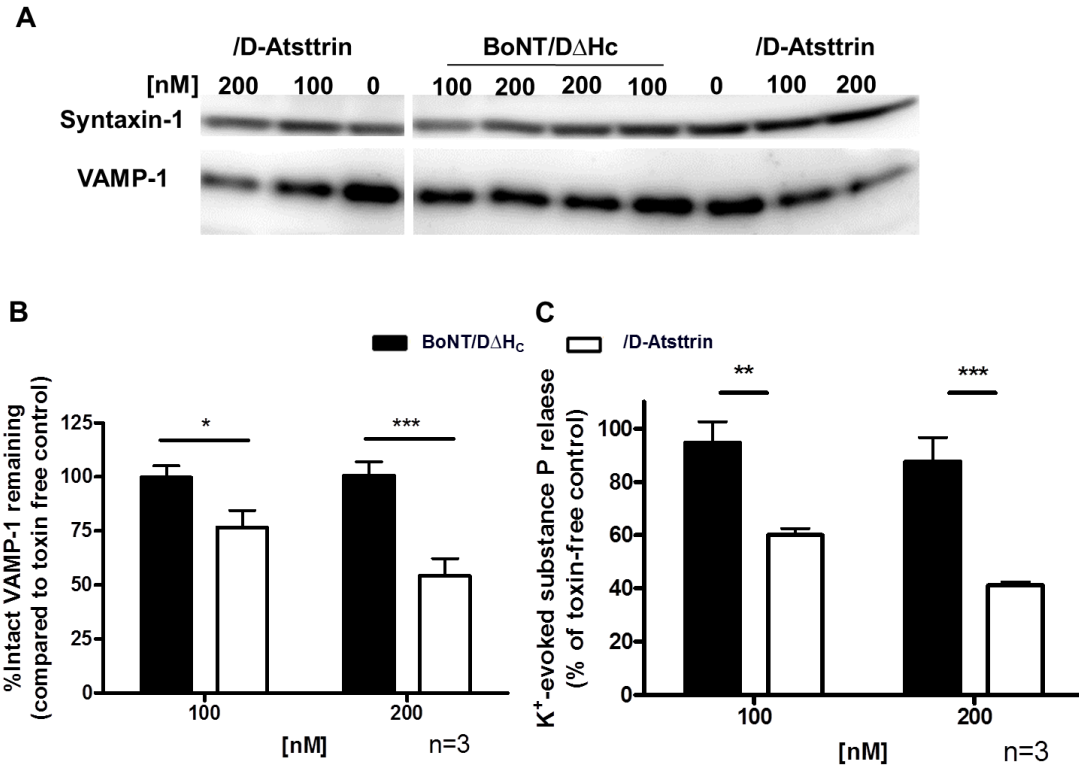 A
/D-Atsttrin BoNT/D∆Hc /D-Atsttrin
[nM] 200 100 0 100 200 200 100 0 100 200
Syntaxin-1
VAMP-1
B
C
BoNT/D∆HC /D-Atsttrin
%Intact VAMP-1 remaining
(compared to toxin free control)
125
100
75
50
25
0
*
***
100 200
[nM] n=3
K+-evoked substance P relaese
(% of toxin-free control)
100
80
60
40
20
0
**
***
100 200
[nM] n=3